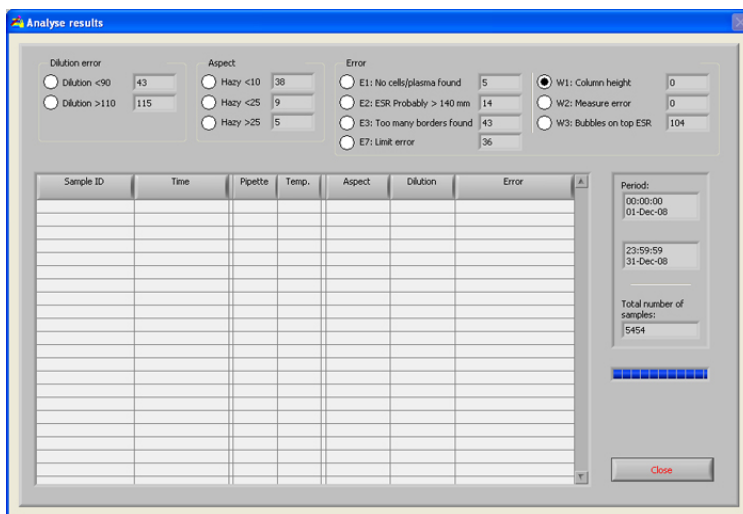 Analyse results
Dilution error
Dilution <90 43
Dilution >110 115
Aspect
Hazy <10 38
Hazy <25 9
Hazy >25 5
Error
E1: No cells/plasma found 5
E2: ESR Probably > 140 mm 14
E3: Too many borders found 43
E7: Limit error 36
W1: Column height 0
W2: Measure error 0
W3: Bubbles on top ESR 104
Sample ID Time Pipette Temp. Aspect Dilution Error
Period:
00:00:00
01-Dec-08
23:59:59
31-Dec-08
Total number of
samples:
5454
Close